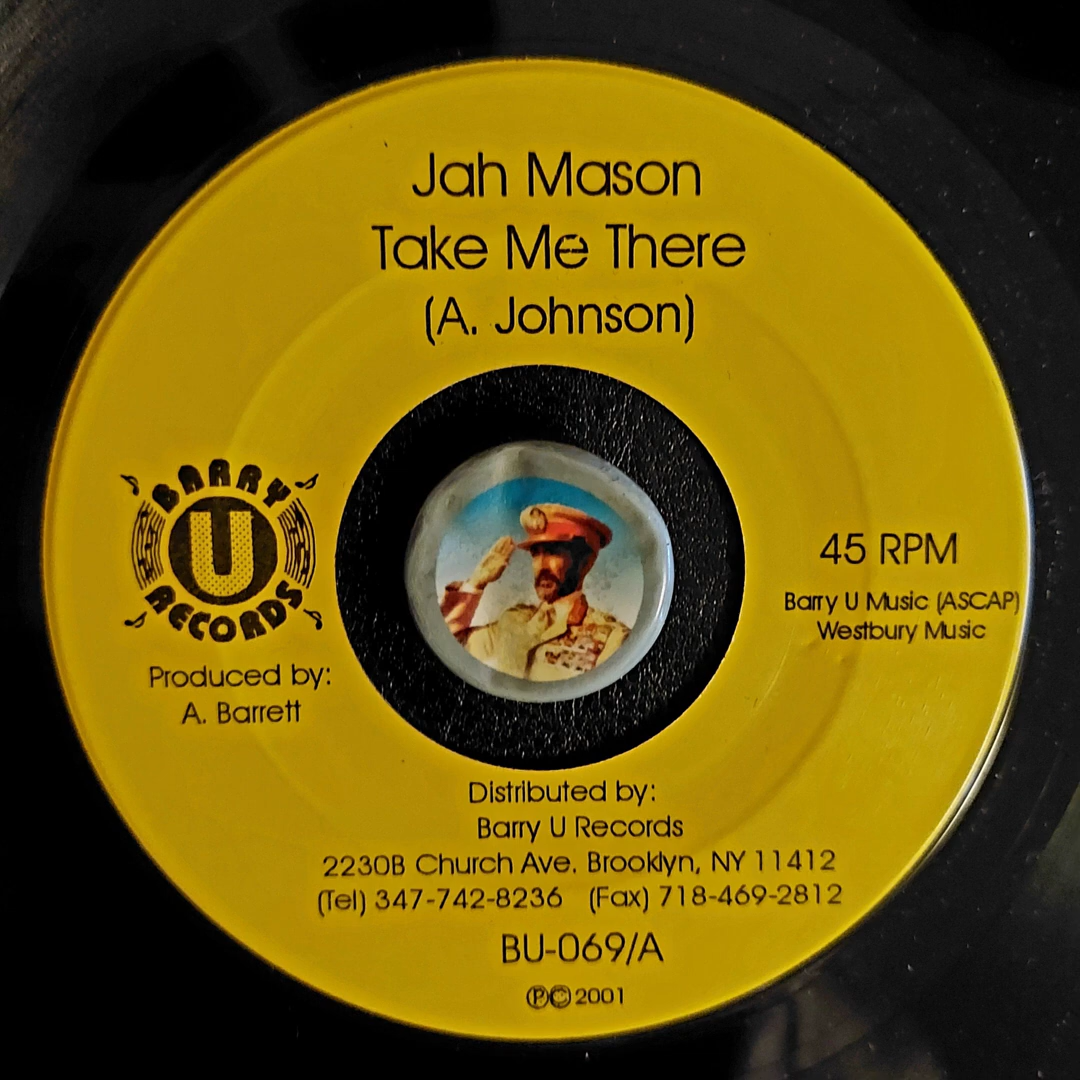 Jah Mason
Take Me There
(A. Johnson)
BARRY
U
RECORDS
Produced by:
A. Barrett
45 RPM
Barry U Music (ASCAP)
Westbury Music
Distributed by:
Barry U Records
2230B Church Ave. Brooklyn, NY 11412
(Tel) 347-742-8236 (Fax) 718-469-2812
BU-069/A
℗© 2001